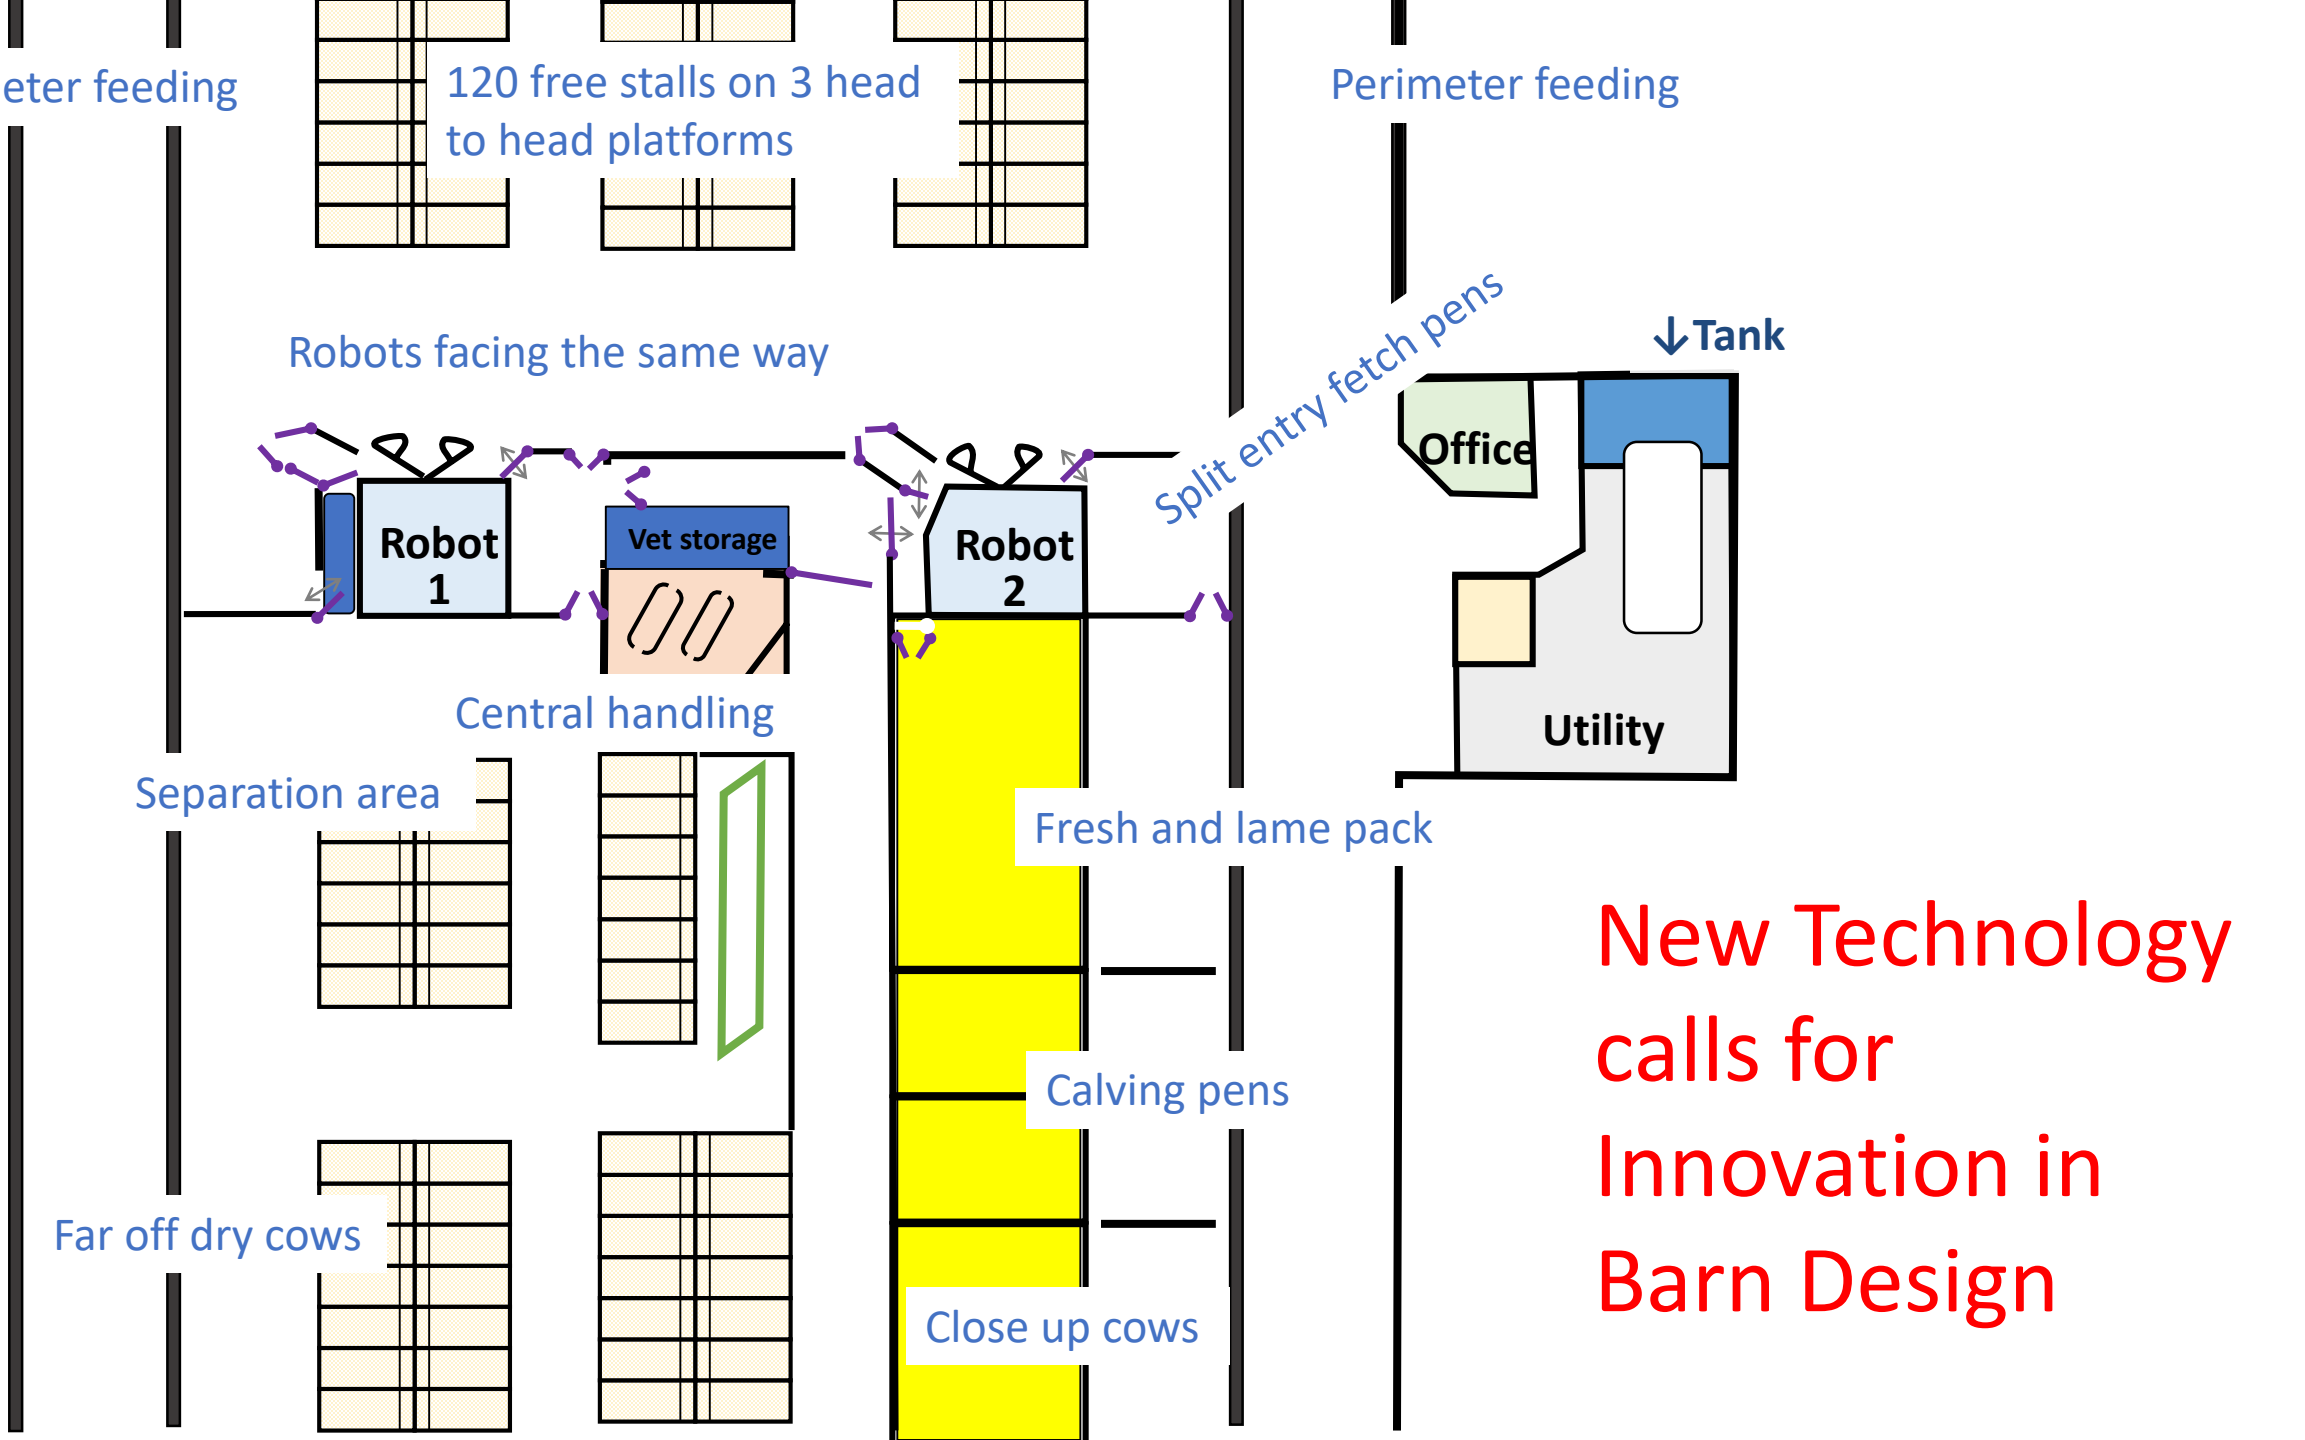 eter feeding
120 free stalls on 3 head
to head platforms
Perimeter feeding
Robots facing the same way
Split entry fetch pens
↓Tank
Office
Robot
1
Vet storage
Robot
2
Central handling
Utility
Separation area
Fresh and lame pack
New Technology
calls for
Innovation in
Barn Design
Calving pens
Far off dry cows
Close up cows